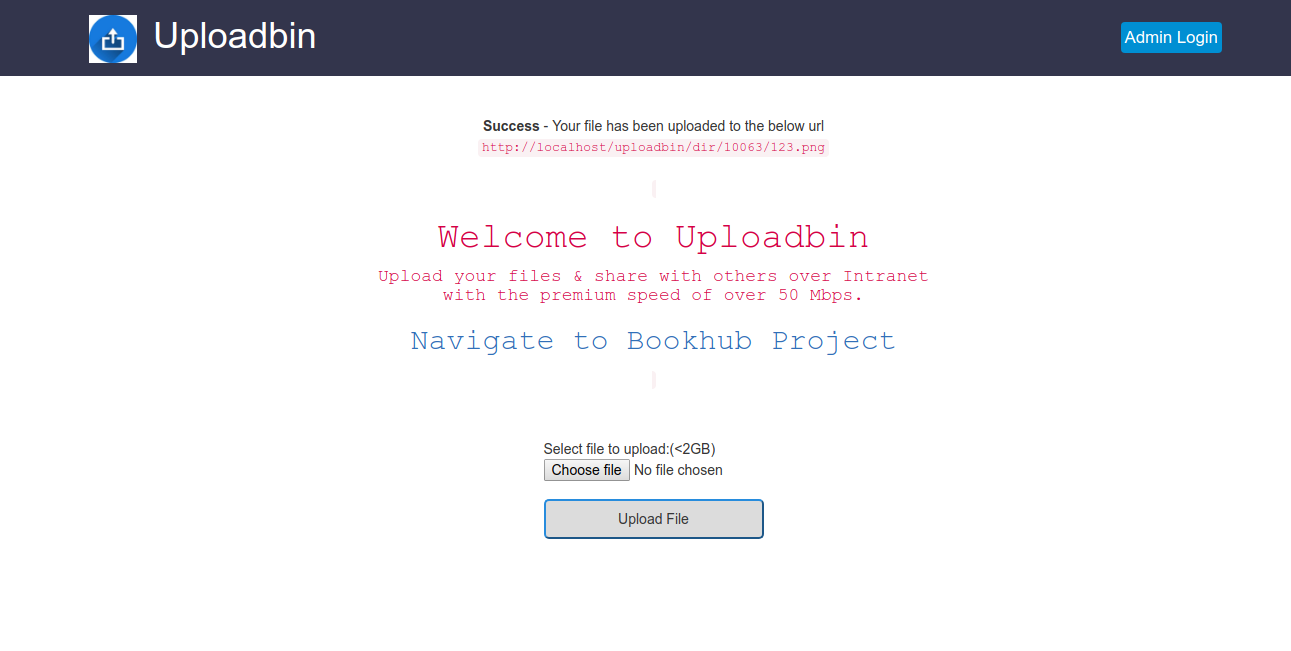 Uploadbin
Admin Login
Success - Your file has been uploaded to the below url
http://localhost/uploadbin/dir/10063/123.png
Welcome to Uploadbin
Upload your files & share with others over Intranet
with the premium speed of over 50 Mbps.
Navigate to Bookhub Project
Select file to upload:(<2GB)
Choose file No file chosen
Upload File